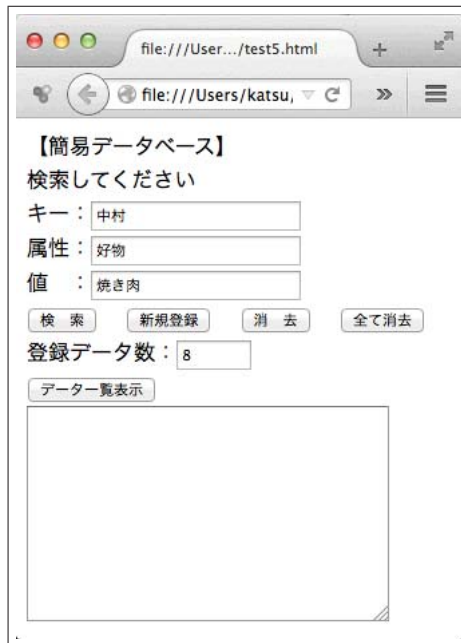 file:///User.../test5.html
file:///Users/katsu,
【簡易データベース】
検索してください
キー：中村
属性：好物
値　：焼き肉
検　索　新規登録　消　去　全て消去
登録データ数：8
データ一覧表示